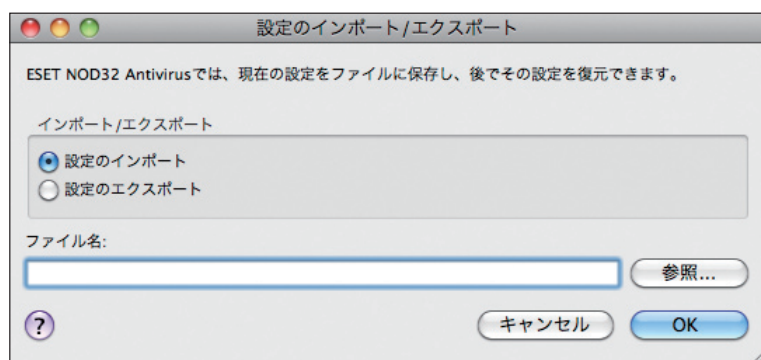 設定のインポート/エクスポート
ESET NOD32 Antivirusでは、現在の設定をファイルに保存し、後でその設定を復元できます。
インポート/エクスポート
設定のインポート
設定のエクスポート
ファイル名:
参照...
?
キャンセル
OK